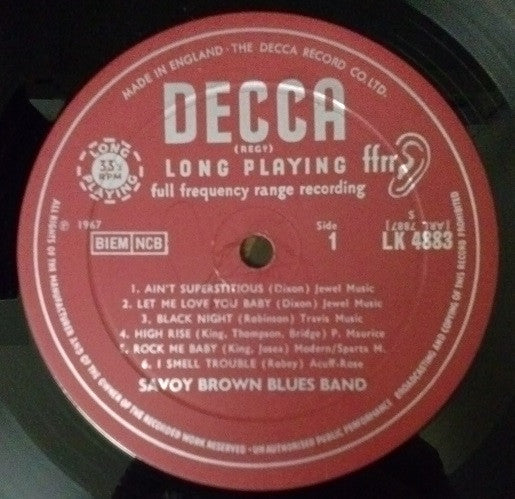 MADE IN ENGLAND · THE DECCA RECORD CO. LTD.
DECCA
(REGD)
LONG PLAYING ffrr
full frequency range recording
LONG PLAYING 33⅓ RPM
℗ 1967
BIEM NCB
Side 1
(ARL 7887)
S
LK 4883
1. AIN'T SUPERSTITIOUS (Dixon) Jewel Music
2. LET ME LOVE YOU BABY (Dixon) Jewel Music
3. BLACK NIGHT (Robinson) Travis Music
4. HIGH RISE (King, Thompson, Bridge) P. Maurice
5. ROCK ME BABY (King, Josea) Modern/Sparta M.
6. I SMELL TROUBLE (Robey) Acuff-Rose
SAVOY BROWN BLUES BAND
ALL RIGHTS OF THE MANUFACTURER AND OF THE OWNER OF THE RECORDED WORK RESERVED · UNAUTHORISED PUBLIC PERFORMANCE, BROADCASTING AND COPYING OF THIS RECORD PROHIBITED